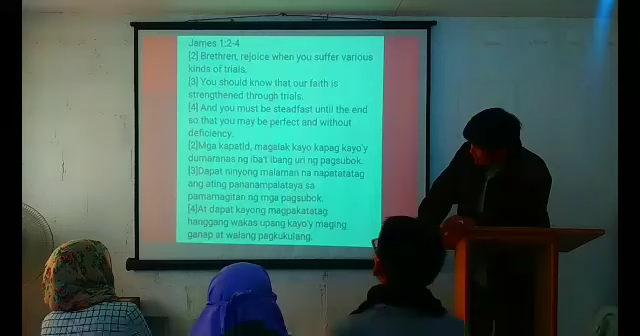 James 1:2-4
[2] Brethren, rejoice when you suffer various
kinds of trials.
[3] You should know that our faith is
strengthened through trials.
[4] And you must be steadfast until the end
so that you may be perfect and without
deficiency.
[2]Mga kapatid, magalak kayo kapag kayo'y
dumaranas ng iba't ibang uri ng pagsubok.
[3]Dapat ninyong malaman na napatatatag
ang ating pananampalataya sa
pamamagitan ng mga pagsubok.
[4]At dapat kayong magpakatatag
hanggang wakas upang kayo'y maging
ganap at walang pagkukulang.